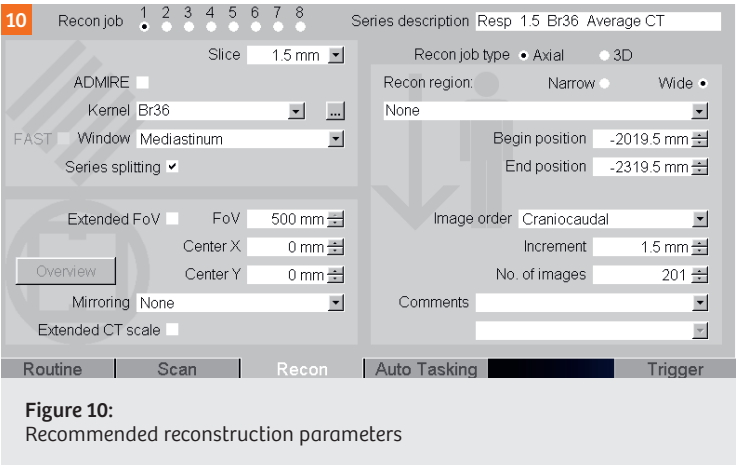 10
Recon job 1 2 3 4 5 6 7 8
Series description Resp 1.5 Br36 Average CT
Slice 1.5 mm
ADMIRE
Kernel Br36 ...
FAST Window Mediastinum
Series splitting
Extended FoV FoV 500 mm
Center X 0 mm
Overview Center Y 0 mm
Mirroring None
Extended CT scale
Recon job type Axial 3D
Recon region: Narrow Wide
None
Begin position -2019.5 mm
End position -2319.5 mm
Image order Craniocaudal
Increment 1.5 mm
No. of images 201
Comments
Routine Scan Recon Auto Tasking Trigger
Figure 10:
Recommended reconstruction parameters